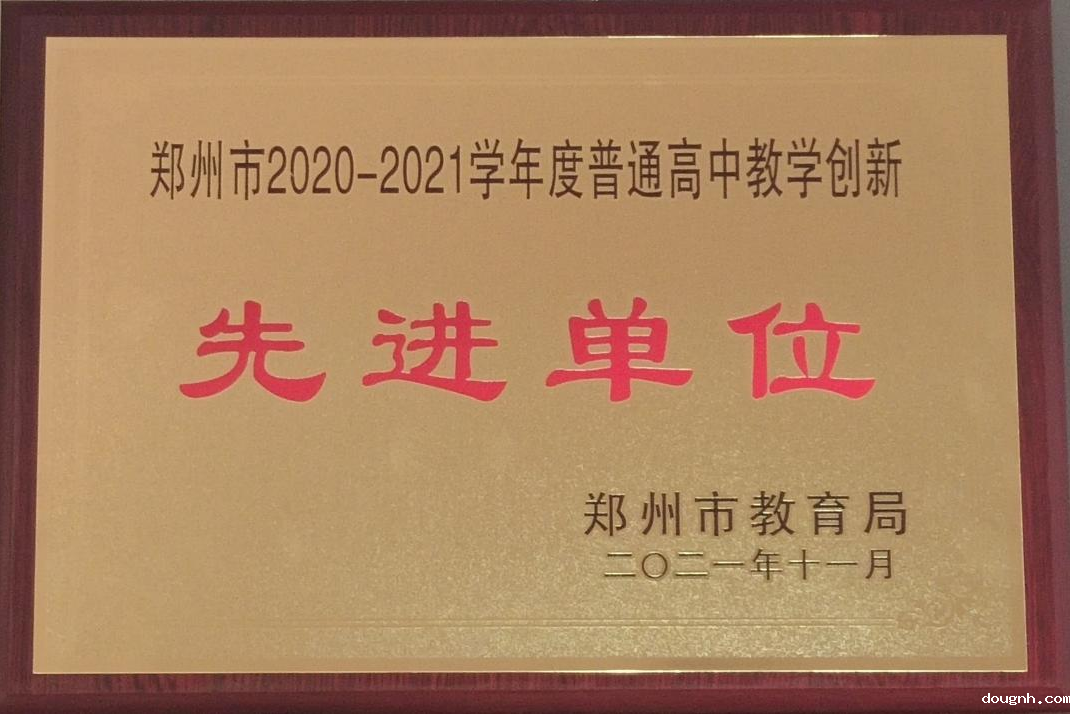 郑州市2020-2021学年度普通高中教学创新
先进单位
郑州市教育局
二〇二一年十一月
dougnh.com